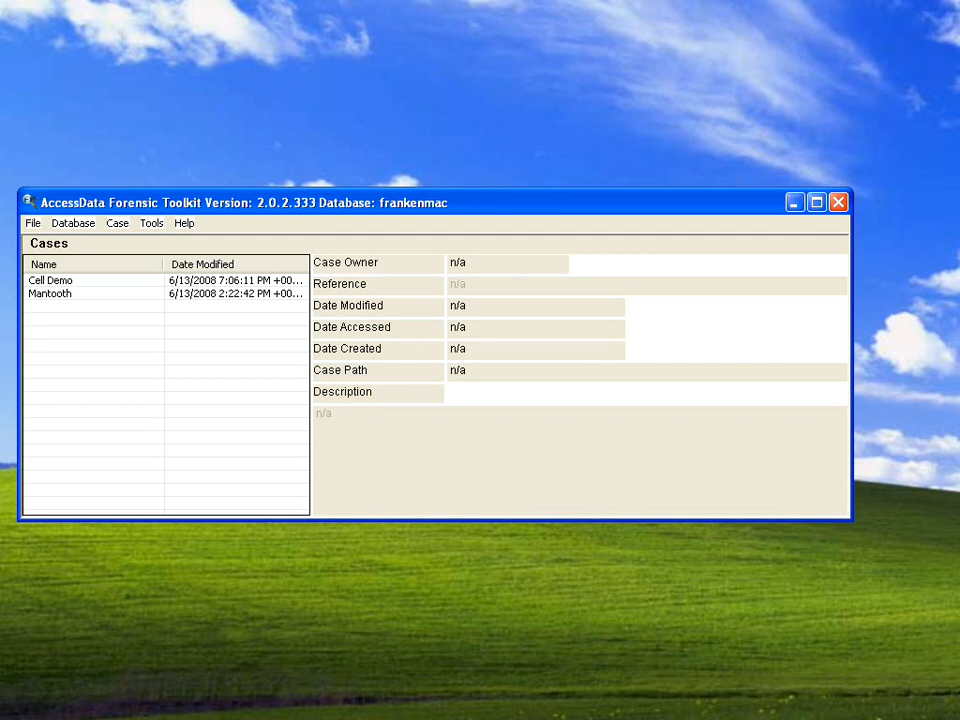 AccessData Forensic Toolkit Version: 2.0.2.333 Database: frankenmac
File Database Case Tools Help
Cases
Name Date Modified
Cell Demo 6/13/2008 7:06:11 PM +00...
Mantooth 6/13/2008 2:22:42 PM +00...
Case Owner n/a
Reference n/a
Date Modified n/a
Date Accessed n/a
Date Created n/a
Case Path n/a
Description
n/a